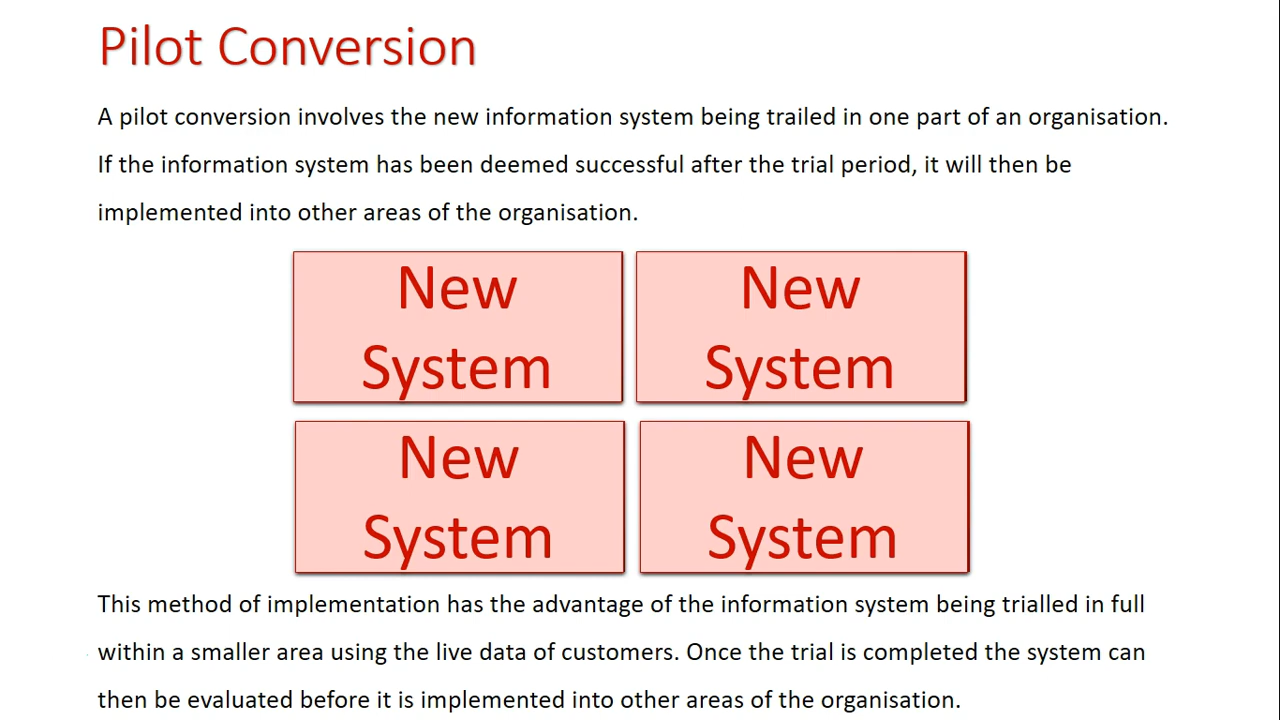 Pilot Conversion
A pilot conversion involves the new information system being trailed in one part of an organisation.
If the information system has been deemed successful after the trial period, it will then be
implemented into other areas of the organisation.
New
System
New
System
New
System
New
System
This method of implementation has the advantage of the information system being trialled in full
within a smaller area using the live data of customers. Once the trial is completed the system can
then be evaluated before it is implemented into other areas of the organisation.